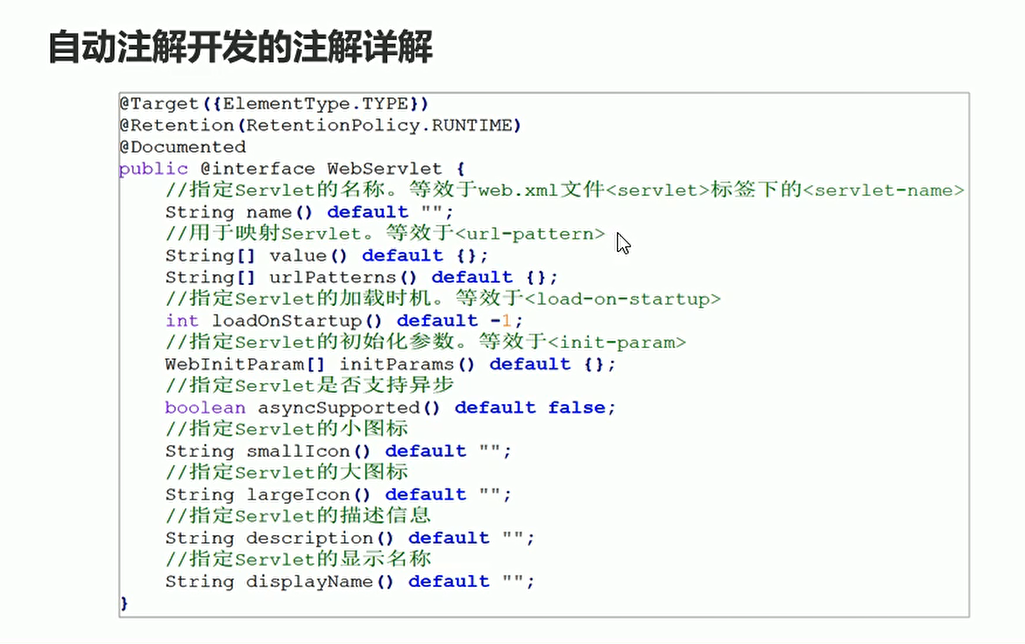 自动注解开发的注解详解
@Target({ElementType.TYPE})
@Retention(RetentionPolicy.RUNTIME)
@Documented
public @interface WebServlet {
//指定Servlet的名称。等效于web.xml文件<servlet>标签下的<servlet-name>
String name() default "";
//用于映射Servlet。等效于<url-pattern>
String[] value() default {};
String[] urlPatterns() default {};
//指定Servlet的加载时机。等效于<load-on-startup>
int loadOnStartup() default -1;
//指定Servlet的初始化参数。等效于<init-param>
WebInitParam[] initParams() default {};
//指定Servlet是否支持异步
boolean asyncSupported() default false;
//指定Servlet的小图标
String smallIcon() default "";
//指定Servlet的大图标
String largeIcon() default "";
//指定Servlet的描述信息
String description() default "";
//指定Servlet的显示名称
String displayName() default "";
}